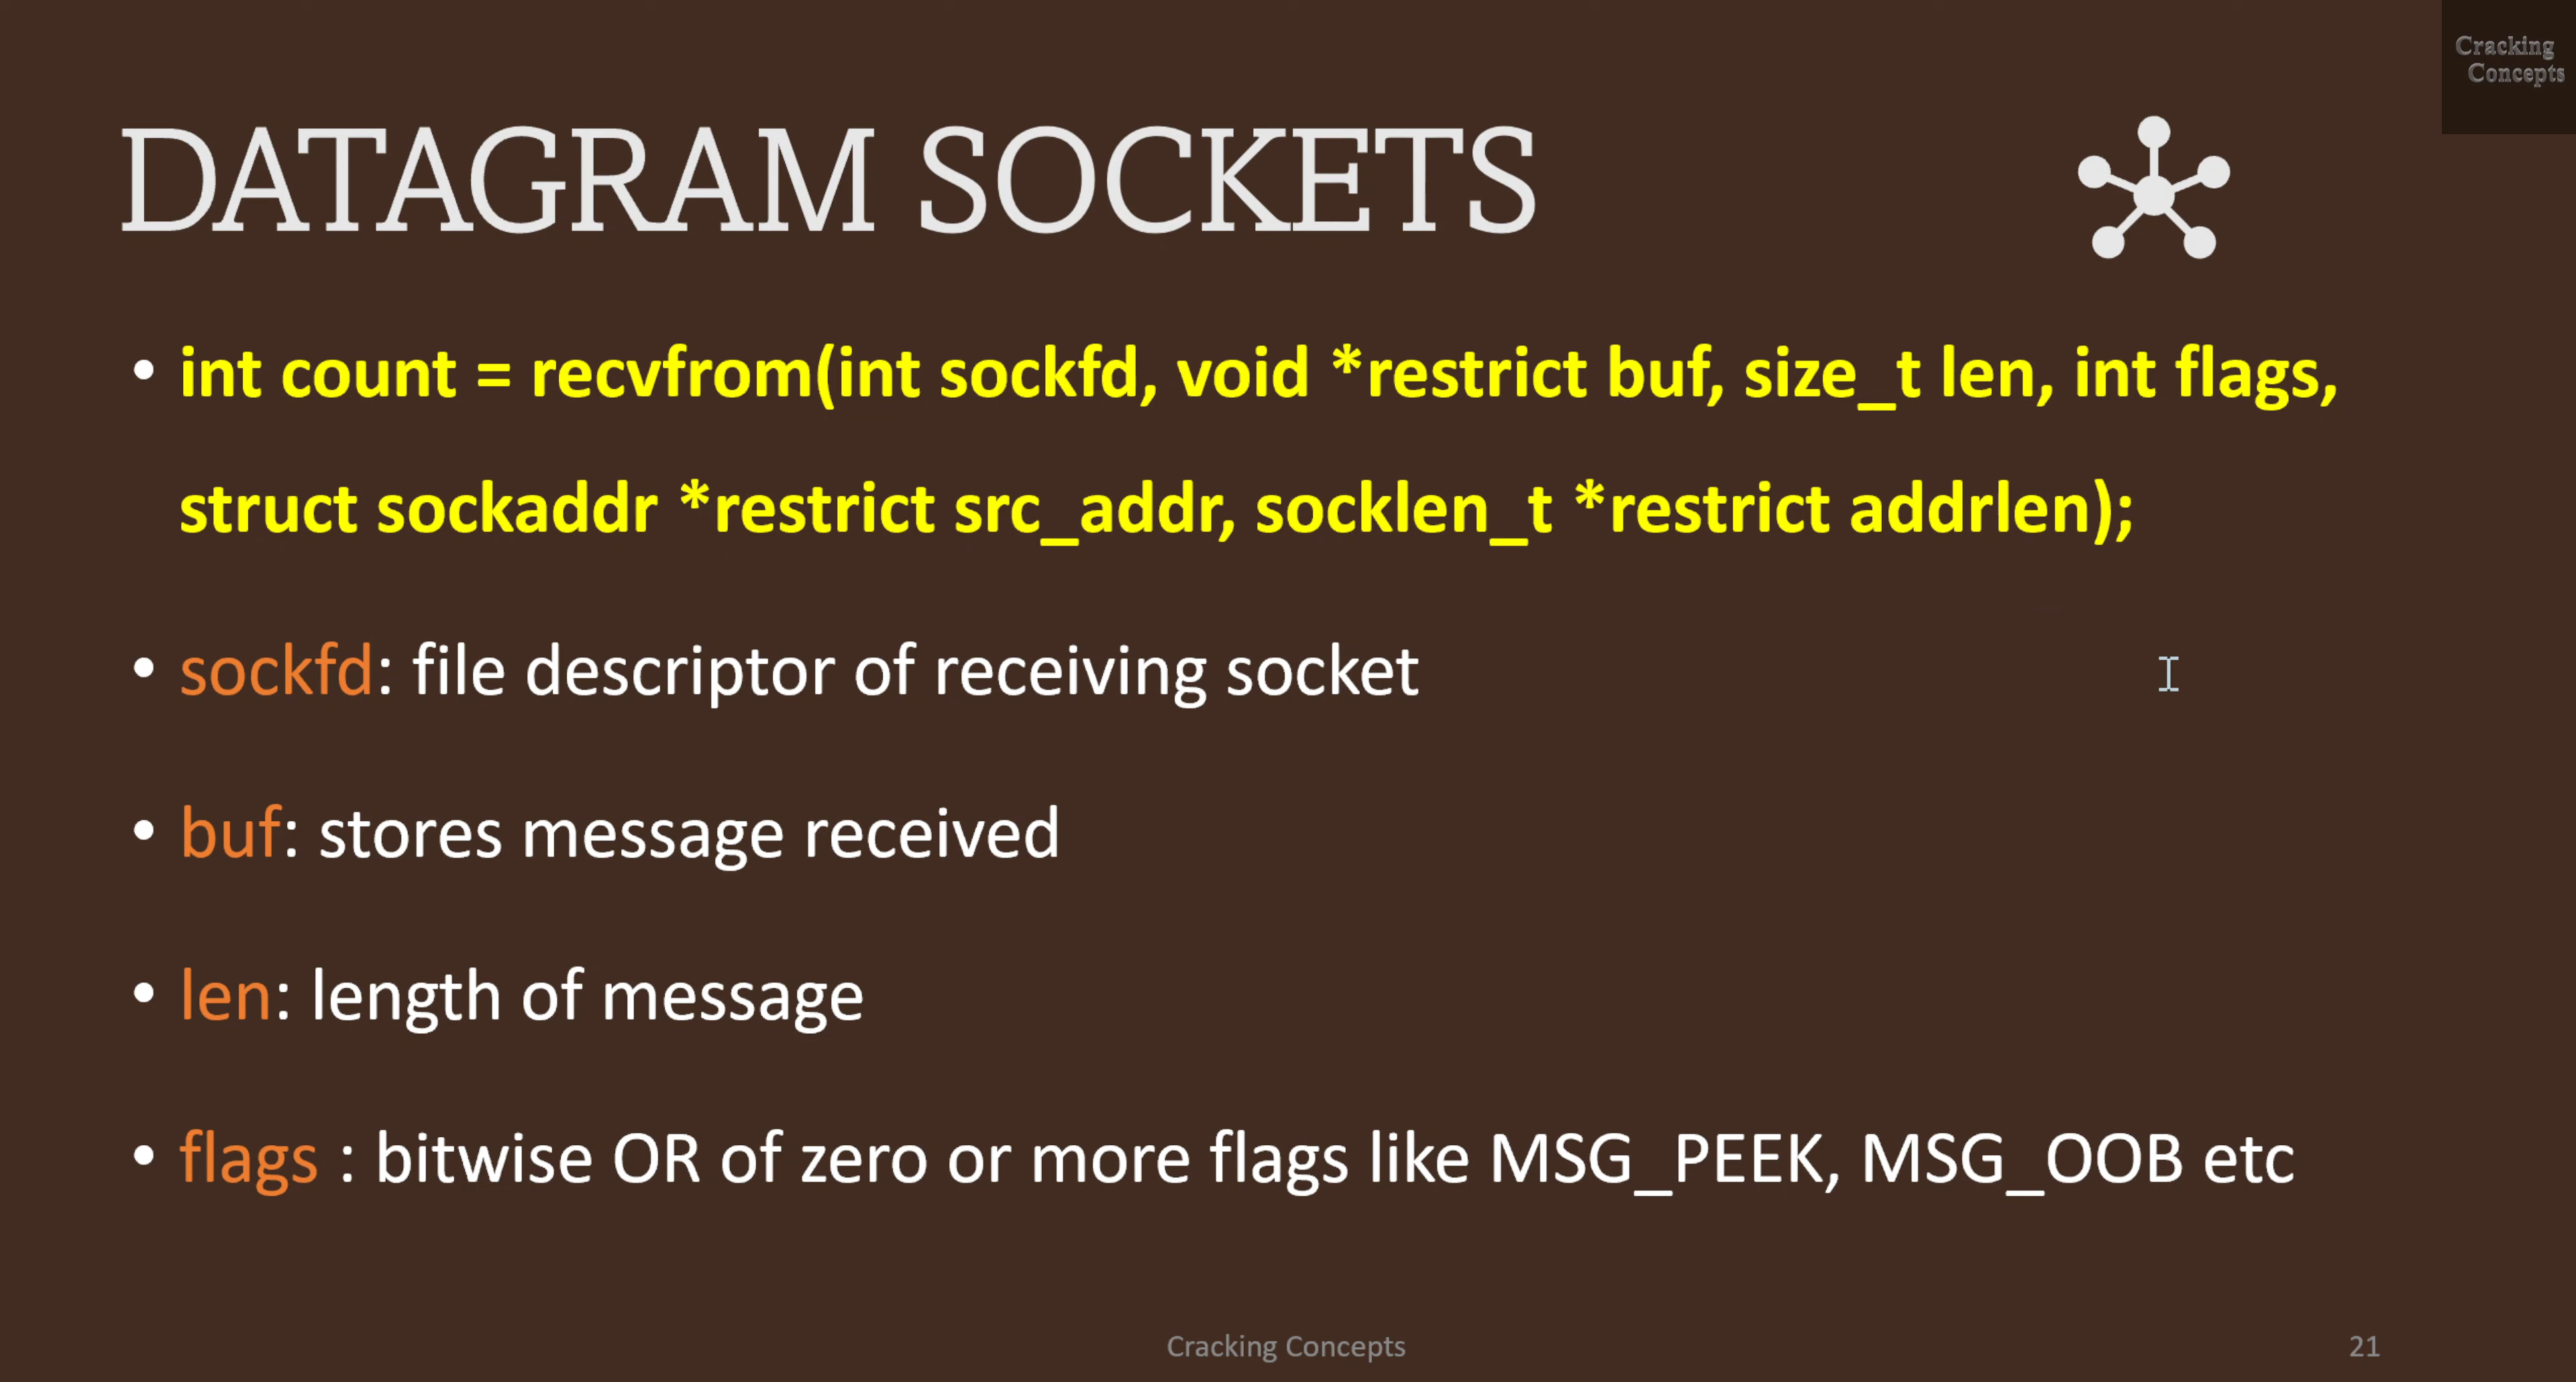 Cracking
Concepts
DATAGRAM SOCKETS
• int count = recvfrom(int sockfd, void *restrict buf, size_t len, int flags,
struct sockaddr *restrict src_addr, socklen_t *restrict addrlen);
• sockfd: file descriptor of receiving socket
• buf: stores message received
• len: length of message
• flags : bitwise OR of zero or more flags like MSG_PEEK, MSG_OOB etc
Cracking Concepts
21